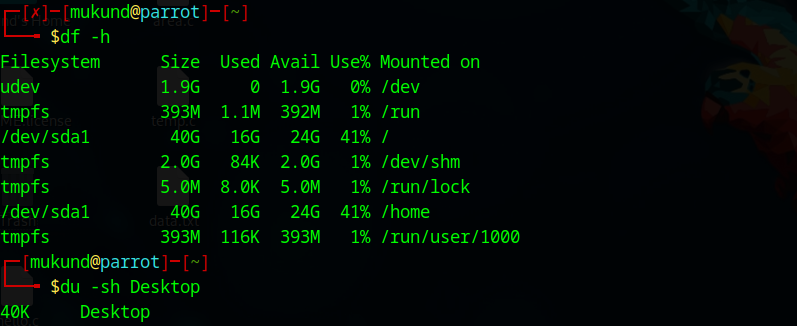 ┌─[✗]─[mukund@parrot]─[~]
└──╼ $df -h
Filesystem      Size  Used Avail Use% Mounted on
udev            1.9G     0  1.9G   0% /dev
tmpfs           393M  1.1M  392M   1% /run
/dev/sda1        40G   16G   24G  41% /
tmpfs           2.0G   84K  2.0G   1% /dev/shm
tmpfs           5.0M  8.0K  5.0M   1% /run/lock
/dev/sda1        40G   16G   24G  41% /home
tmpfs           393M  116K  393M   1% /run/user/1000
┌─[mukund@parrot]─[~]
└──╼ $du -sh Desktop
40K     Desktop